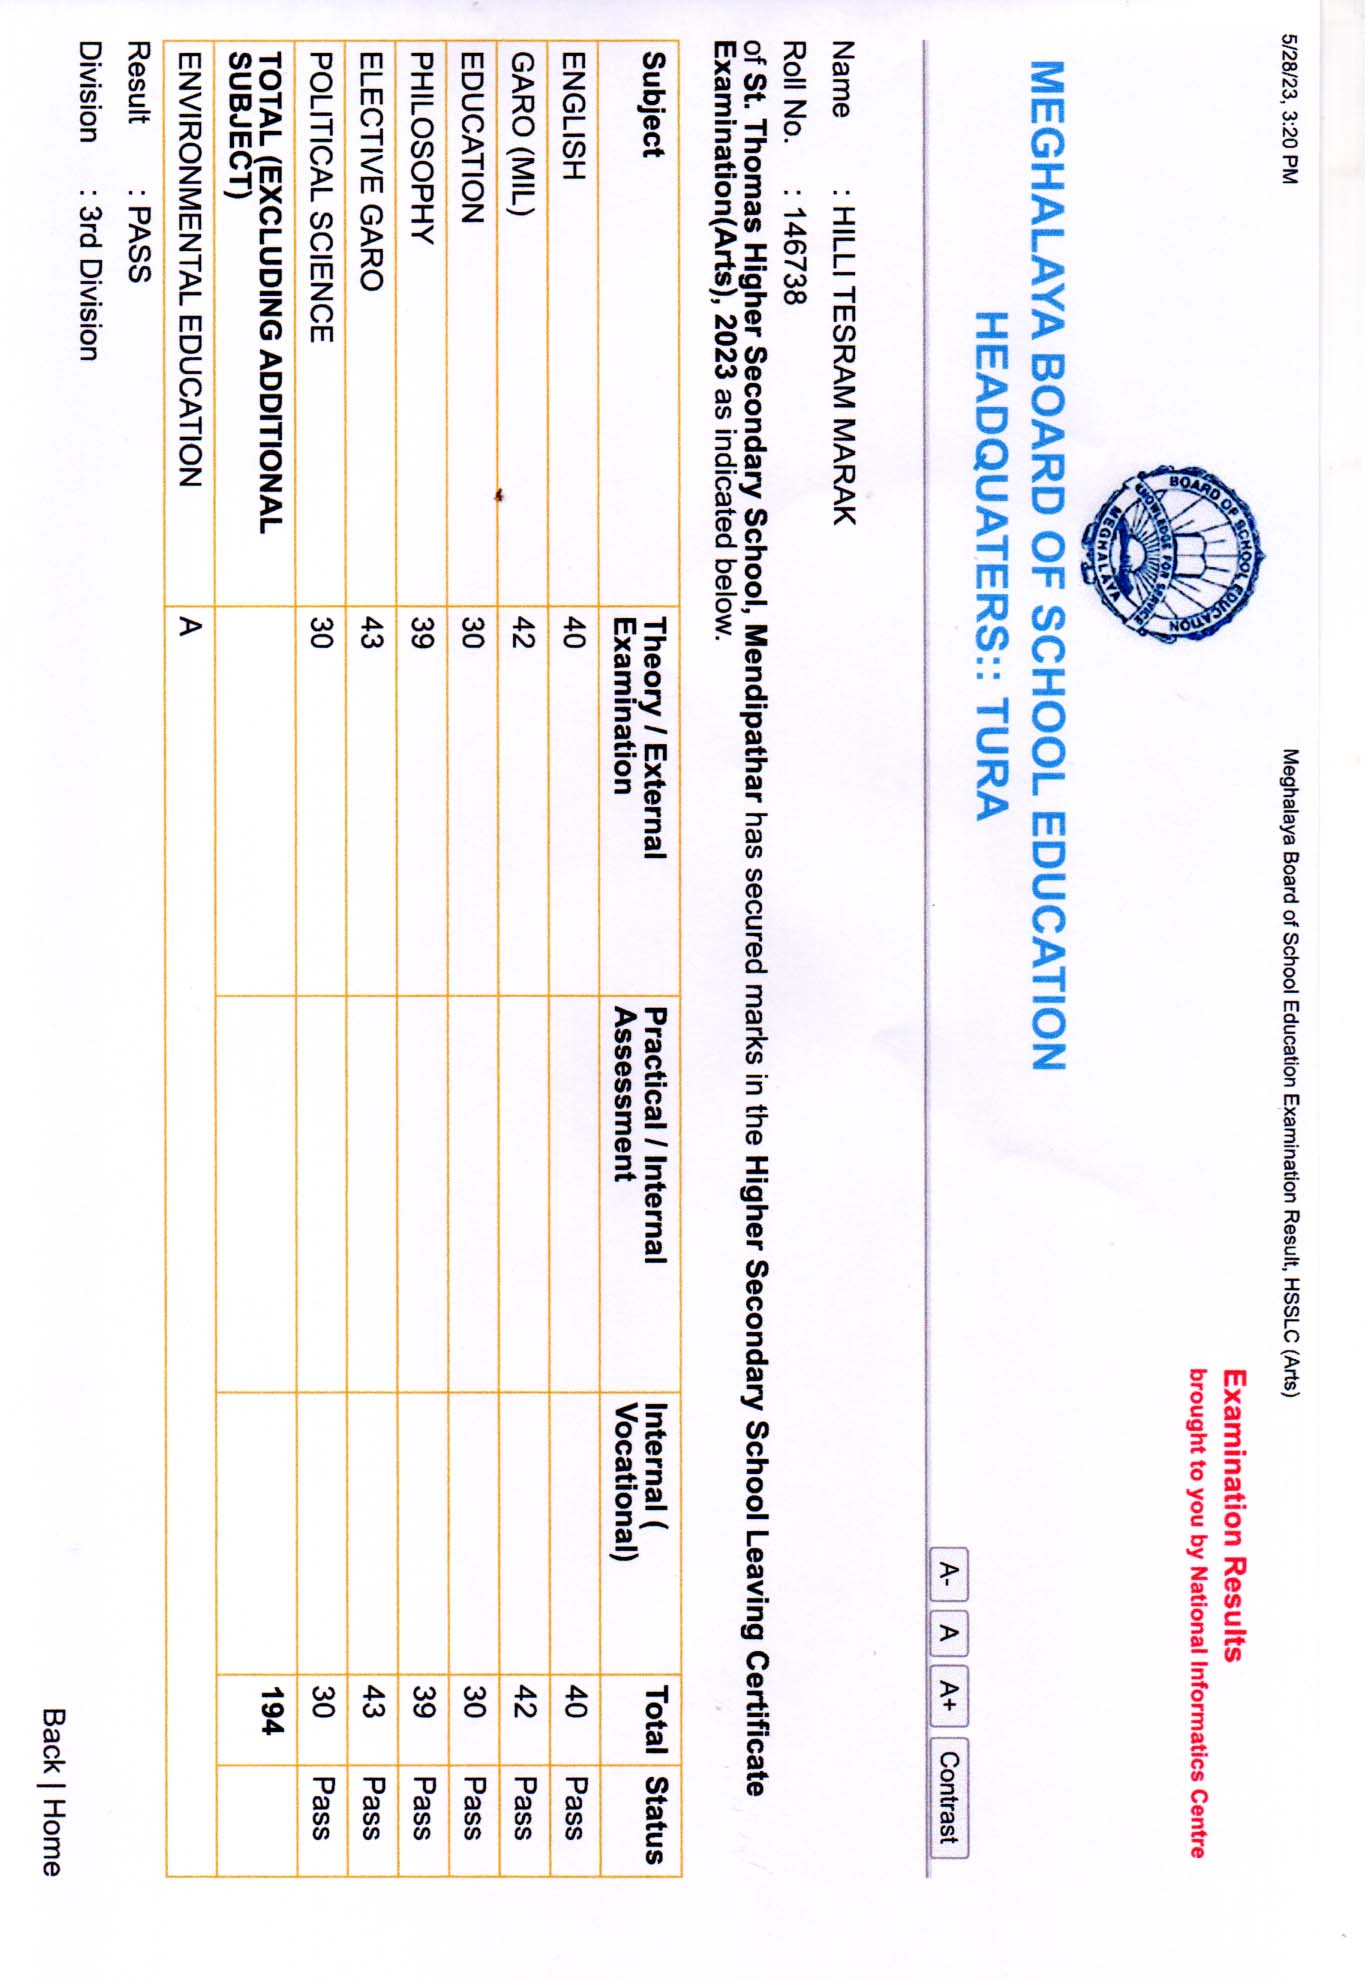 5/28/23, 3:20 PM
Meghalaya Board of School Education Examination Result, HSSLC (Arts)
BOARD OF SCHOOL EDUCATION
KNOWLEDGE FOR SERVICE
MEGHALAYA
Examination Results
brought to you by National Informatics Centre
MEGHALAYA BOARD OF SCHOOL EDUCATION
HEADQUATERS:: TURA
A- A A+ Contrast
Name : HILLI TESRAM MARAK
Roll No. : 146738
of St. Thomas Higher Secondary School, Mendipathar has secured marks in the Higher Secondary School Leaving Certificate
Examination(Arts), 2023 as indicated below.
Subject Theory / External Examination Practical / Internal Assessment Internal ( Vocational) Total Status
ENGLISH 40 40 Pass
GARO (MIL) 42 42 Pass
EDUCATION 30 30 Pass
PHILOSOPHY 39 39 Pass
ELECTIVE GARO 43 43 Pass
POLITICAL SCIENCE 30 30 Pass
TOTAL (EXCLUDING ADDITIONAL
SUBJECT) 194
ENVIRONMENTAL EDUCATION A
Result : PASS
Division : 3rd Division
Back | Home